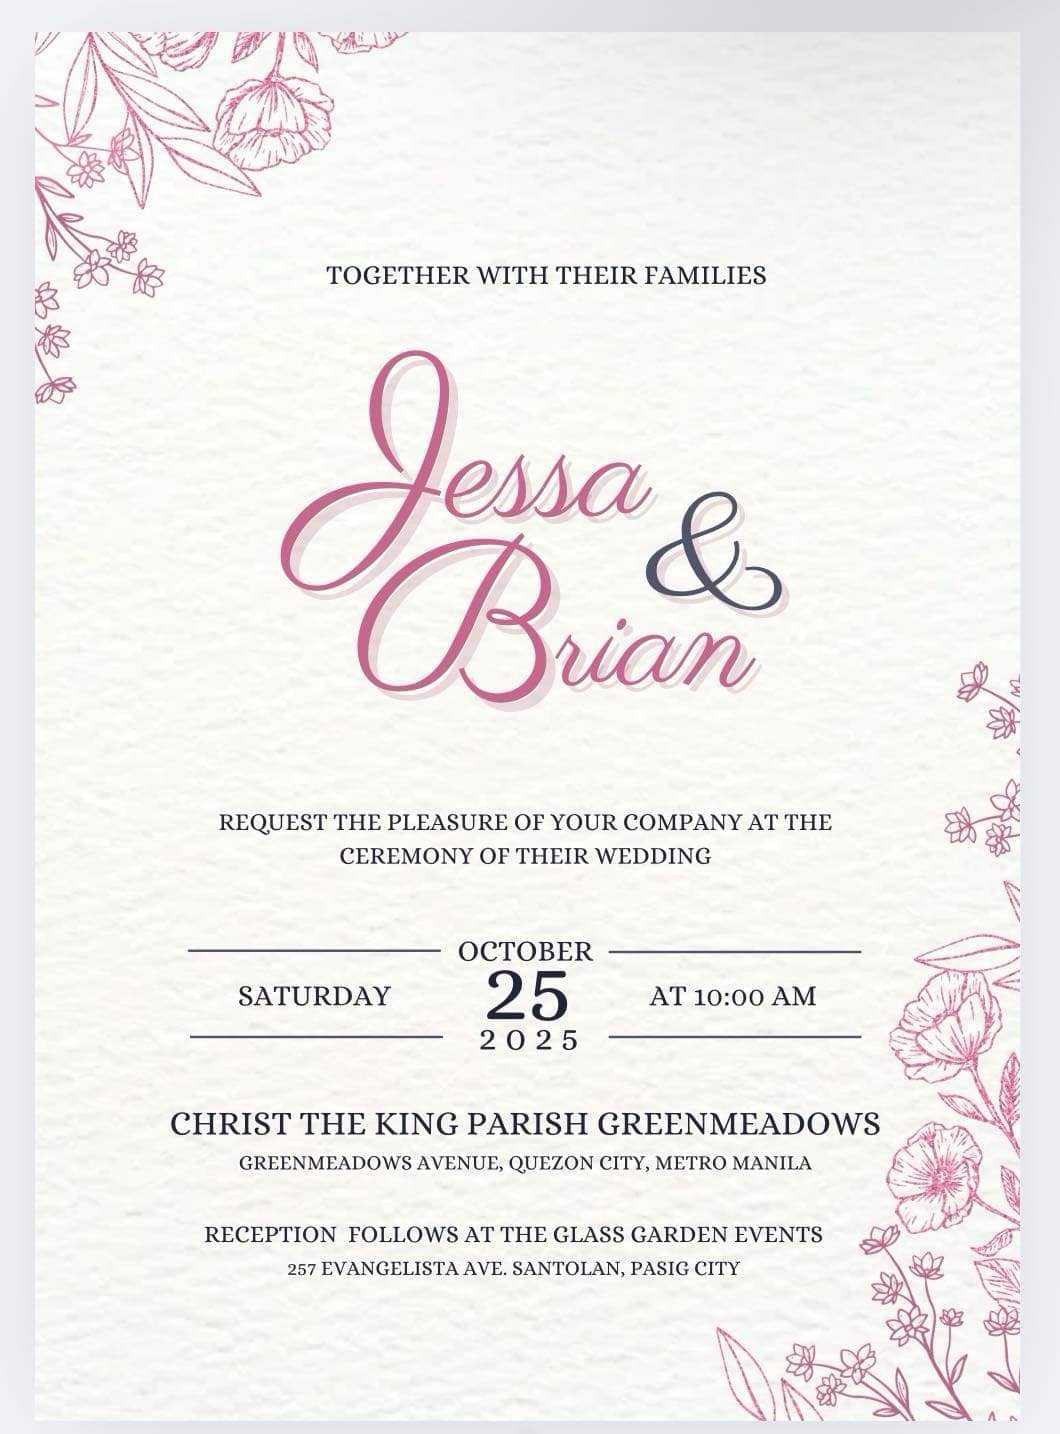 TOGETHER WITH THEIR FAMILIES
Jessa
&
Brian
REQUEST THE PLEASURE OF YOUR COMPANY AT THE
CEREMONY OF THEIR WEDDING
OCTOBER
SATURDAY 25 AT 10:00 AM
2025
CHRIST THE KING PARISH GREENMEADOWS
GREENMEADOWS AVENUE, QUEZON CITY, METRO MANILA
RECEPTION FOLLOWS AT THE GLASS GARDEN EVENTS
257 EVANGELISTA AVE. SANTOLAN, PASIG CITY